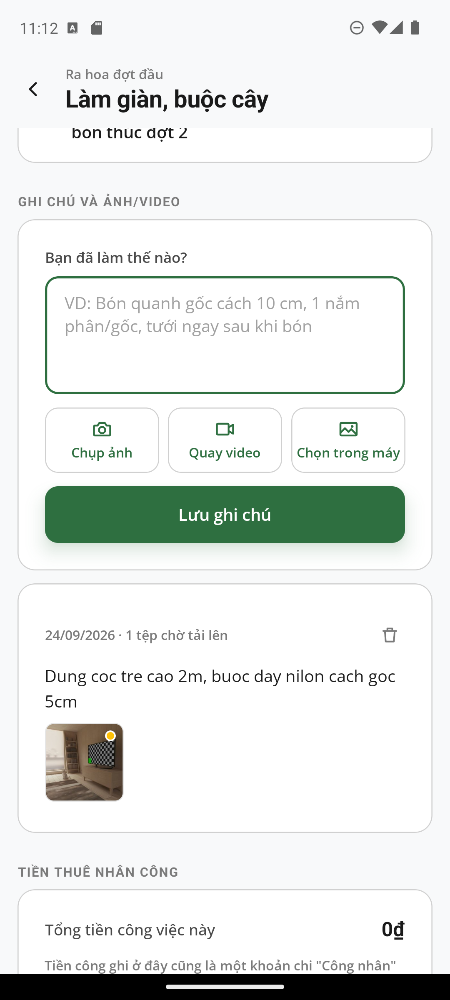 11:12
Ra hoa đợt đầu
Làm giàn, buộc cây
bón thúc đợt 2
GHI CHÚ VÀ ẢNH/VIDEO
Bạn đã làm thế nào?
VD: Bón quanh gốc cách 10 cm, 1 nắm
phân/gốc, tưới ngay sau khi bón
Chụp ảnh
Quay video
Chọn trong máy
Lưu ghi chú
24/09/2026 · 1 tệp chờ tải lên
Dung coc tre cao 2m, buoc day nilon cach goc
5cm
TIỀN THUÊ NHÂN CÔNG
Tổng tiền công việc này
0₫
Tiền công ghi ở đây cũng là một khoản chi "Công nhân"